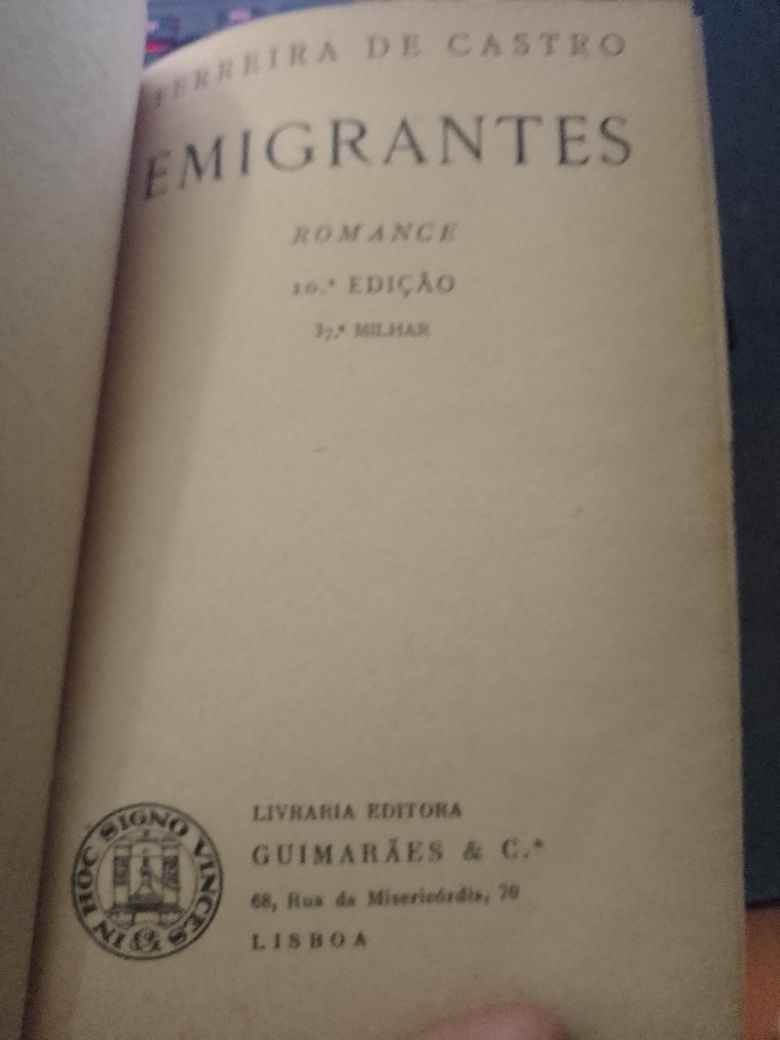 FERREIRA DE CASTRO
EMIGRANTES
ROMANCE
10.ª EDIÇÃO
37.º MILHAR
IN HOC SIGNO VINCES
LIVRARIA EDITORA
GUIMARÃES & C.ª
68, Rua da Misericórdia, 70
LISBOA